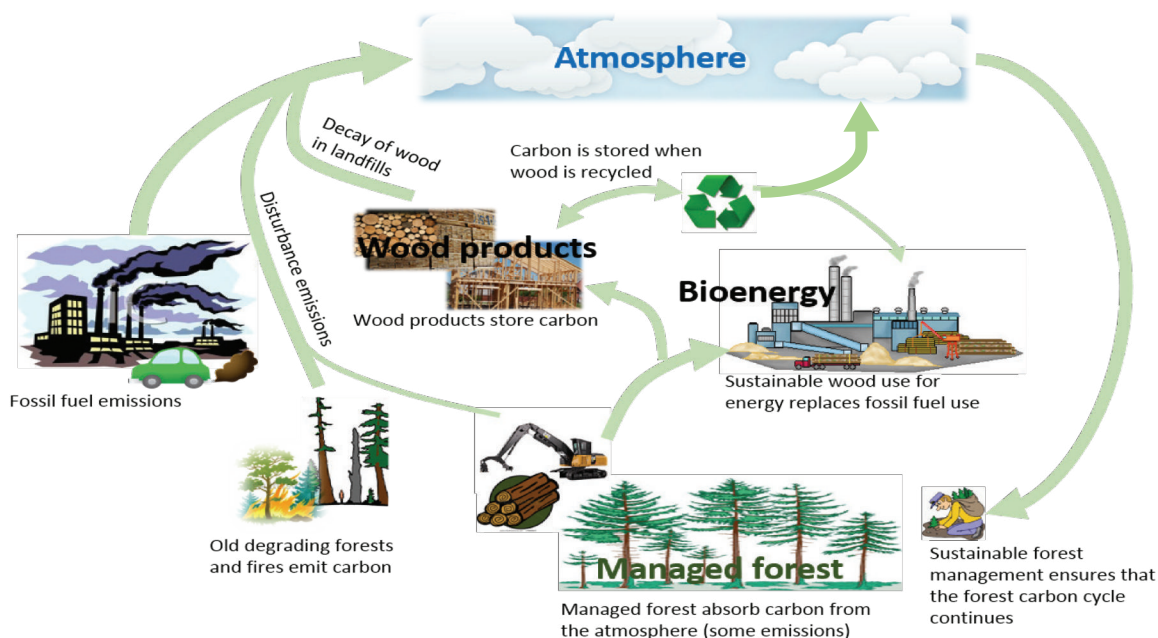 Atmosphere
Decay of wood
in landfills
Carbon is stored when
wood is recycled
Disturbance emissions
Wood products
Wood products store carbon
Bioenergy
Sustainable wood use for
energy replaces fossil fuel use
Fossil fuel emissions
Old degrading forests
and fires emit carbon
Managed forest
Managed forest absorb carbon from
the atmosphere (some emissions)
Sustainable forest
management ensures that
the forest carbon cycle
continues